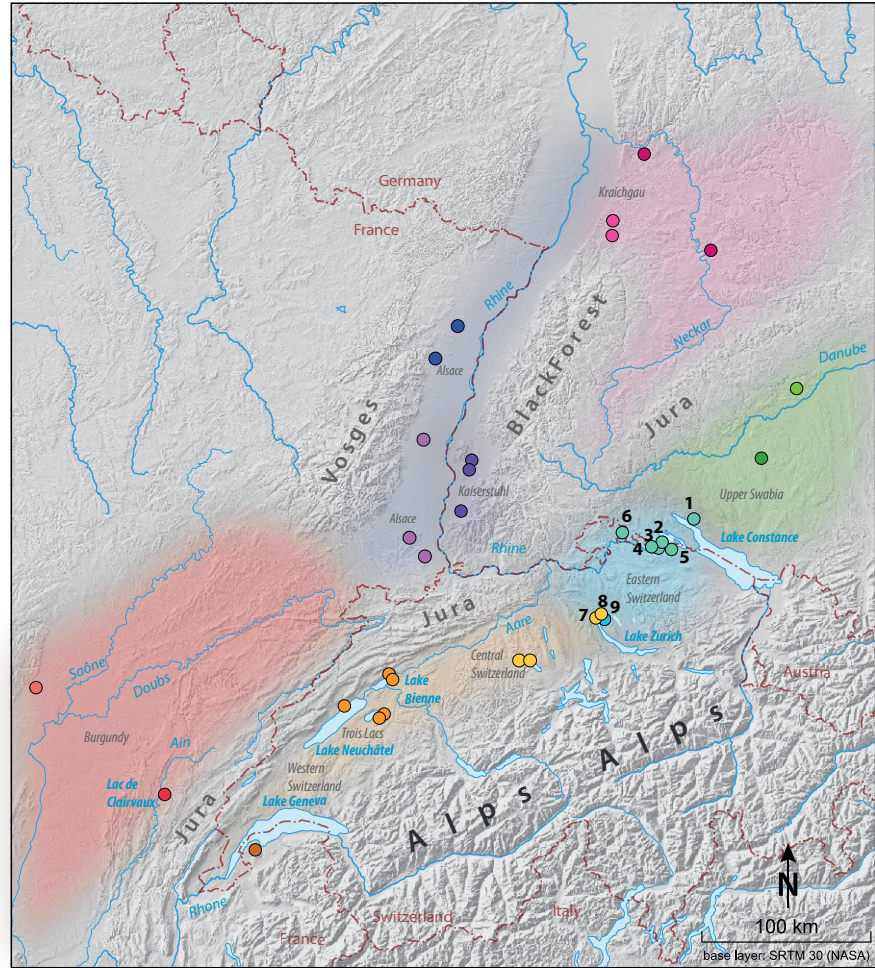 Germany
France
Kraichgau
Rhine
Neckar
Danube
Alsace
BlackForest
Vosges
Jura
Kaiserstuhl
Upper Swabia
Alsace
1
6
2
3
4
5
Lake Constance
Rhine
Eastern
Switzerland
8
9
7
Lake Zurich
Jura
Aare
Central
Switzerland
Austria
Saône
Doubs
Lake
Bienne
Burgundy
Ain
Trois Lacs
Lake Neuchâtel
Western
Switzerland
Lac de
Clairvaux
Lake Geneva
Jura
Alps
Alps
Rhone
Switzerland
Italy
France
N
100 km
base layer: SRTM 30 (NASA)